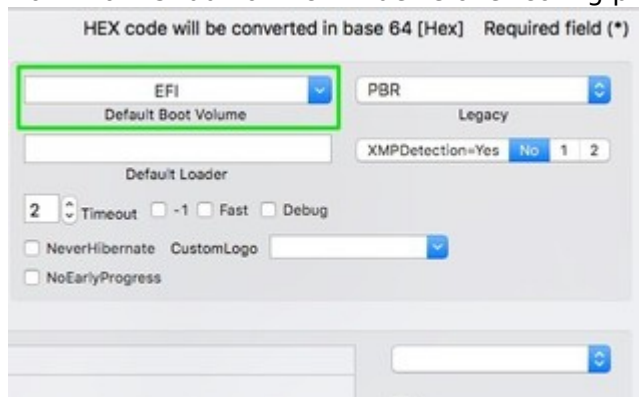 HEX code will be converted in base 64 [Hex] Required field (*)
EFI
Default Boot Volume
PBR
Legacy
Default Loader
XMPDetection=Yes No 1 2
2 Timeout -1 Fast Debug
NeverHibernate CustomLogo
NoEarlyProgress